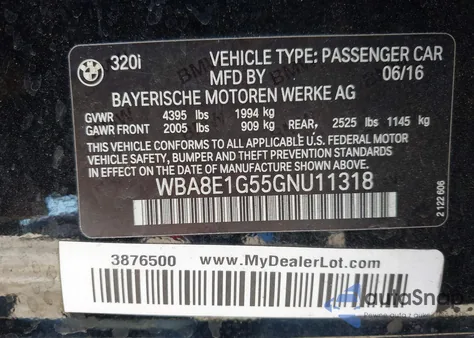 320i
VEHICLE TYPE: PASSENGER CAR
MFD BY 06/16
BAYERISCHE MOTOREN WERKE AG
GVWR 4395 lbs 1994 kg
GAWR FRONT 2005 lbs 909 kg REAR, 2525 lbs 1145 kg
THIS VEHICLE CONFORMS TO ALL APPLICABLE U.S. FEDERAL MOTOR
VEHICLE SAFETY, BUMPER, AND THEFT PREVENTION STANDARDS
IN EFFECT ON THE DATE OF MANUFACTURE SHOWN ABOVE.
WBA8E1G55GNU11318
2 122 606
3876500 www.MyDealerLot.com
autoSnap